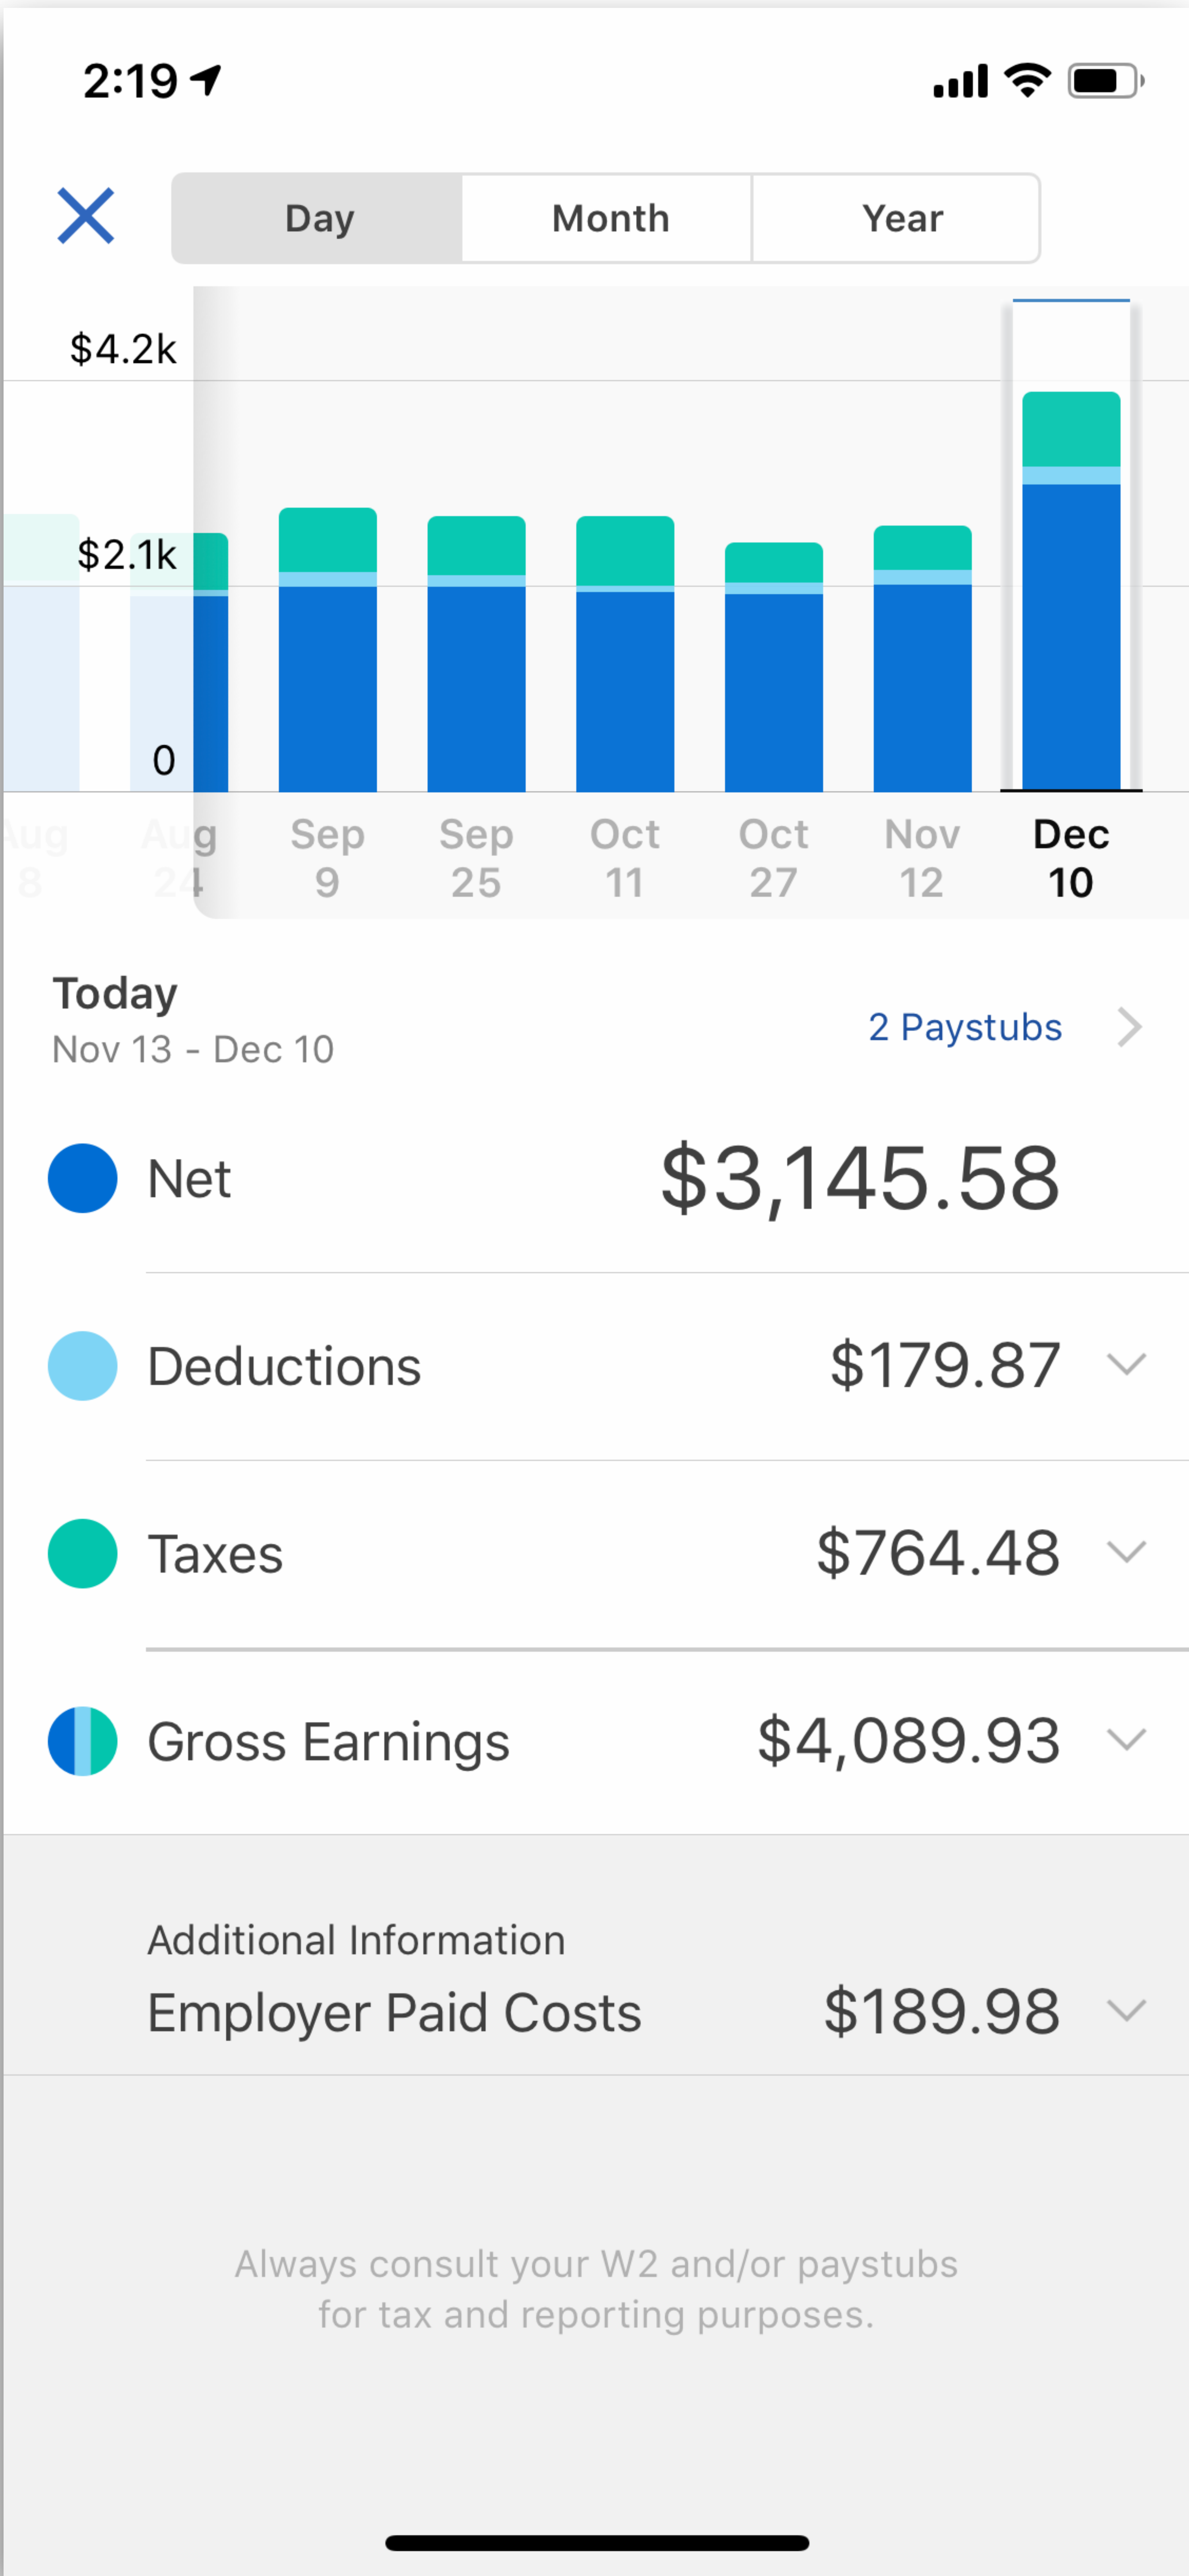 2:19
Day Month Year
$4.2k
$2.1k
0
Aug Aug Sep Sep Oct Oct Nov Dec
8 24 9 25 11 27 12 10
Today
Nov 13 - Dec 10
2 Paystubs
Net $3,145.58
Deductions $179.87
Taxes $764.48
Gross Earnings $4,089.93
Additional Information
Employer Paid Costs $189.98
Always consult your W2 and/or paystubs
for tax and reporting purposes.